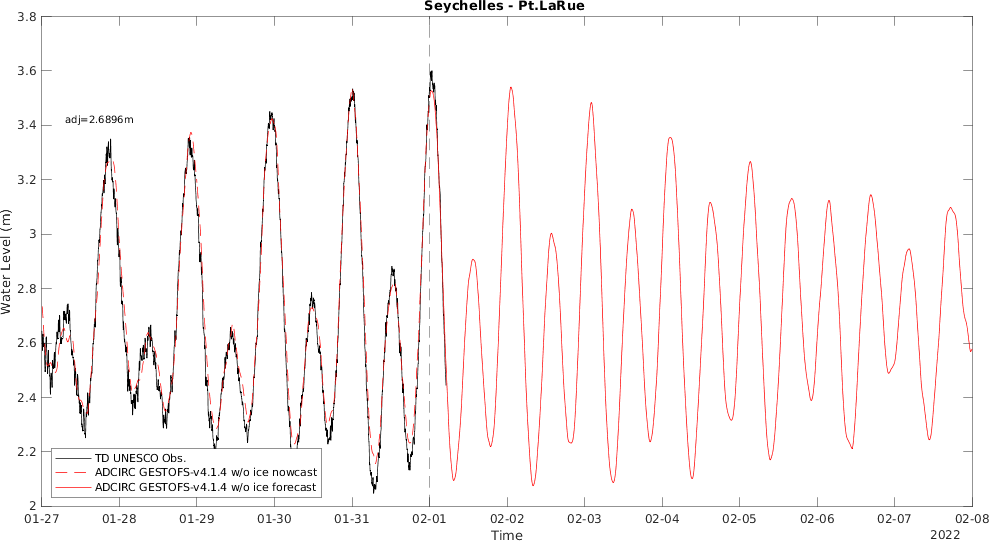 Seychelles - Pt.LaRue
3.8
3.6
3.4
3.2
3
2.8
2.6
2.4
2.2
2
Water Level (m)
adj=2.6896m
TD UNESCO Obs.
ADCIRC GESTOFS-v4.1.4 w/o ice nowcast
ADCIRC GESTOFS-v4.1.4 w/o ice forecast
01-27 01-28 01-29 01-30 01-31 02-01 02-02 02-03 02-04 02-05 02-06 02-07 02-08
Time
2022